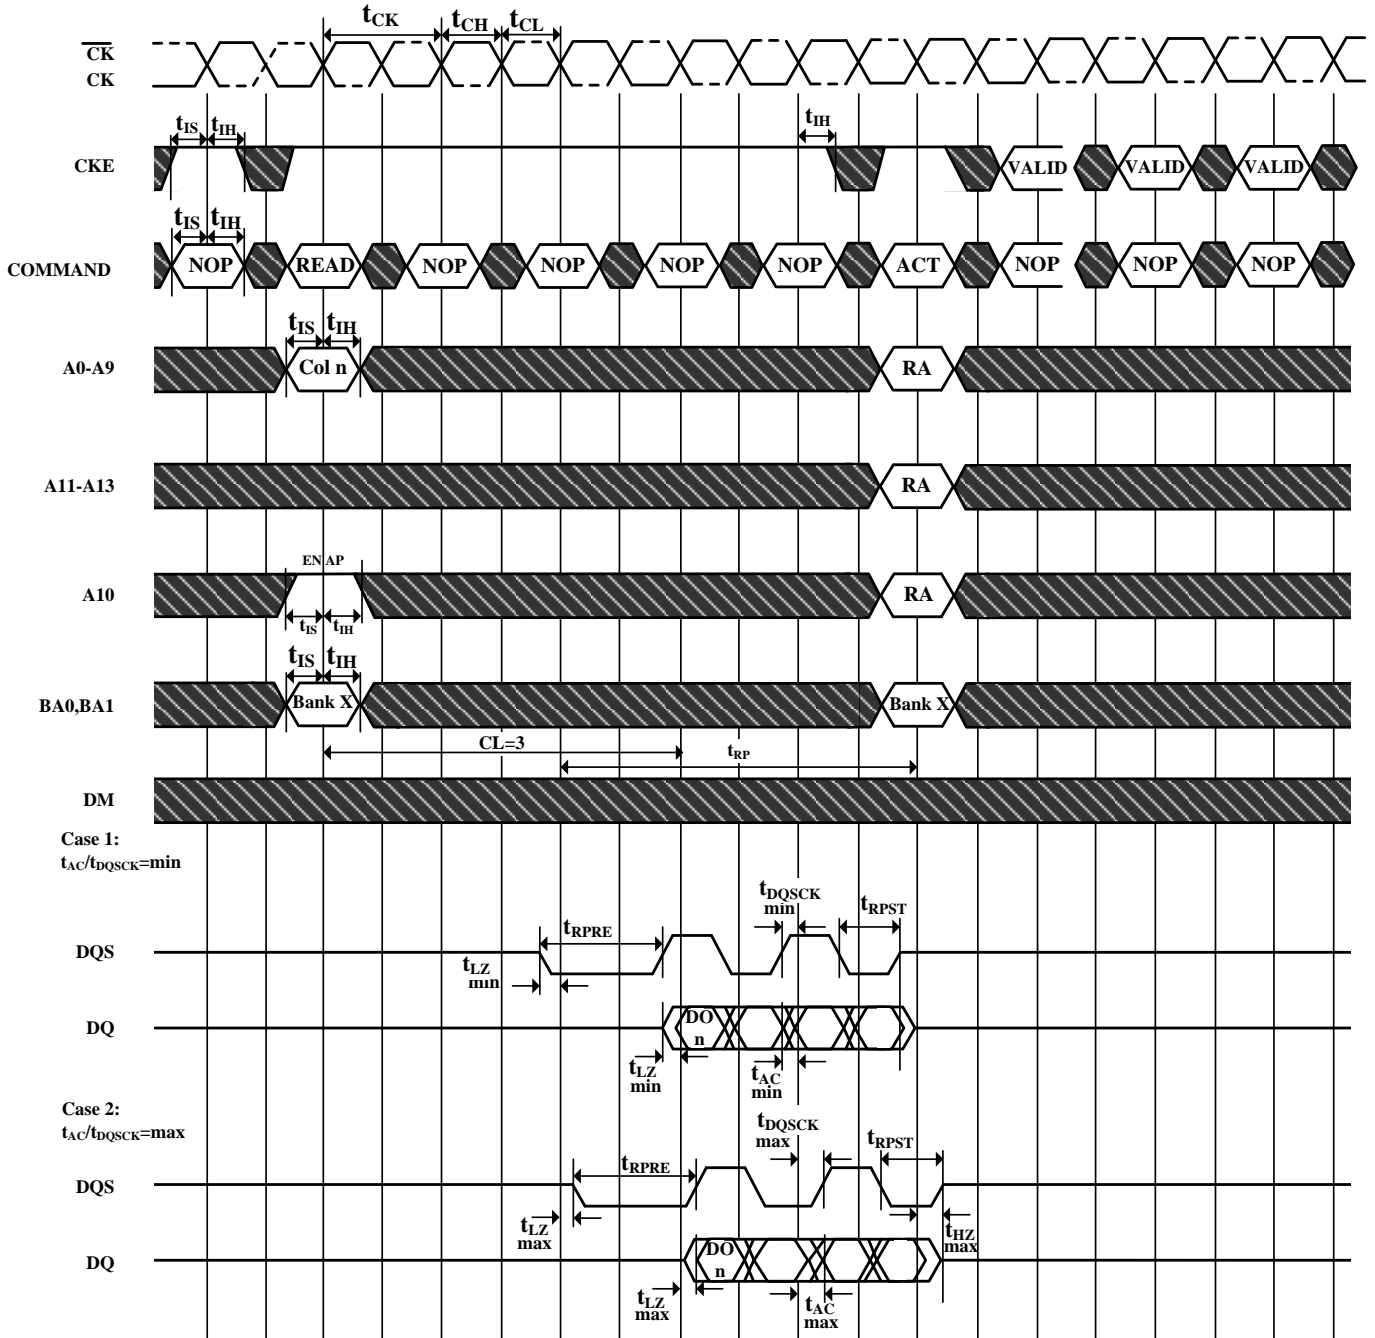 tCK tCH tCL
CK
CK
tIS tIH tIH
CKE VALID VALID VALID
tIS tIH
COMMAND NOP READ NOP NOP NOP NOP ACT NOP NOP NOP
tIS tIH
A0-A9 Col n RA
A11-A13 RA
EN AP
A10 RA
tIS tIH
tIS tIH
BA0,BA1 Bank X Bank X
CL=3 tRP
DM
Case 1:
tAC/tDQSCK=min
tDQSCK min tRPST
tRPRE
DQS
tLZ min
DQ DO n
tLZ min tAC min
Case 2:
tAC/tDQSCK=max
tDQSCK max tRPST
tRPRE
DQS
tLZ max tHZ max
DQ DO n
tLZ max tAC max